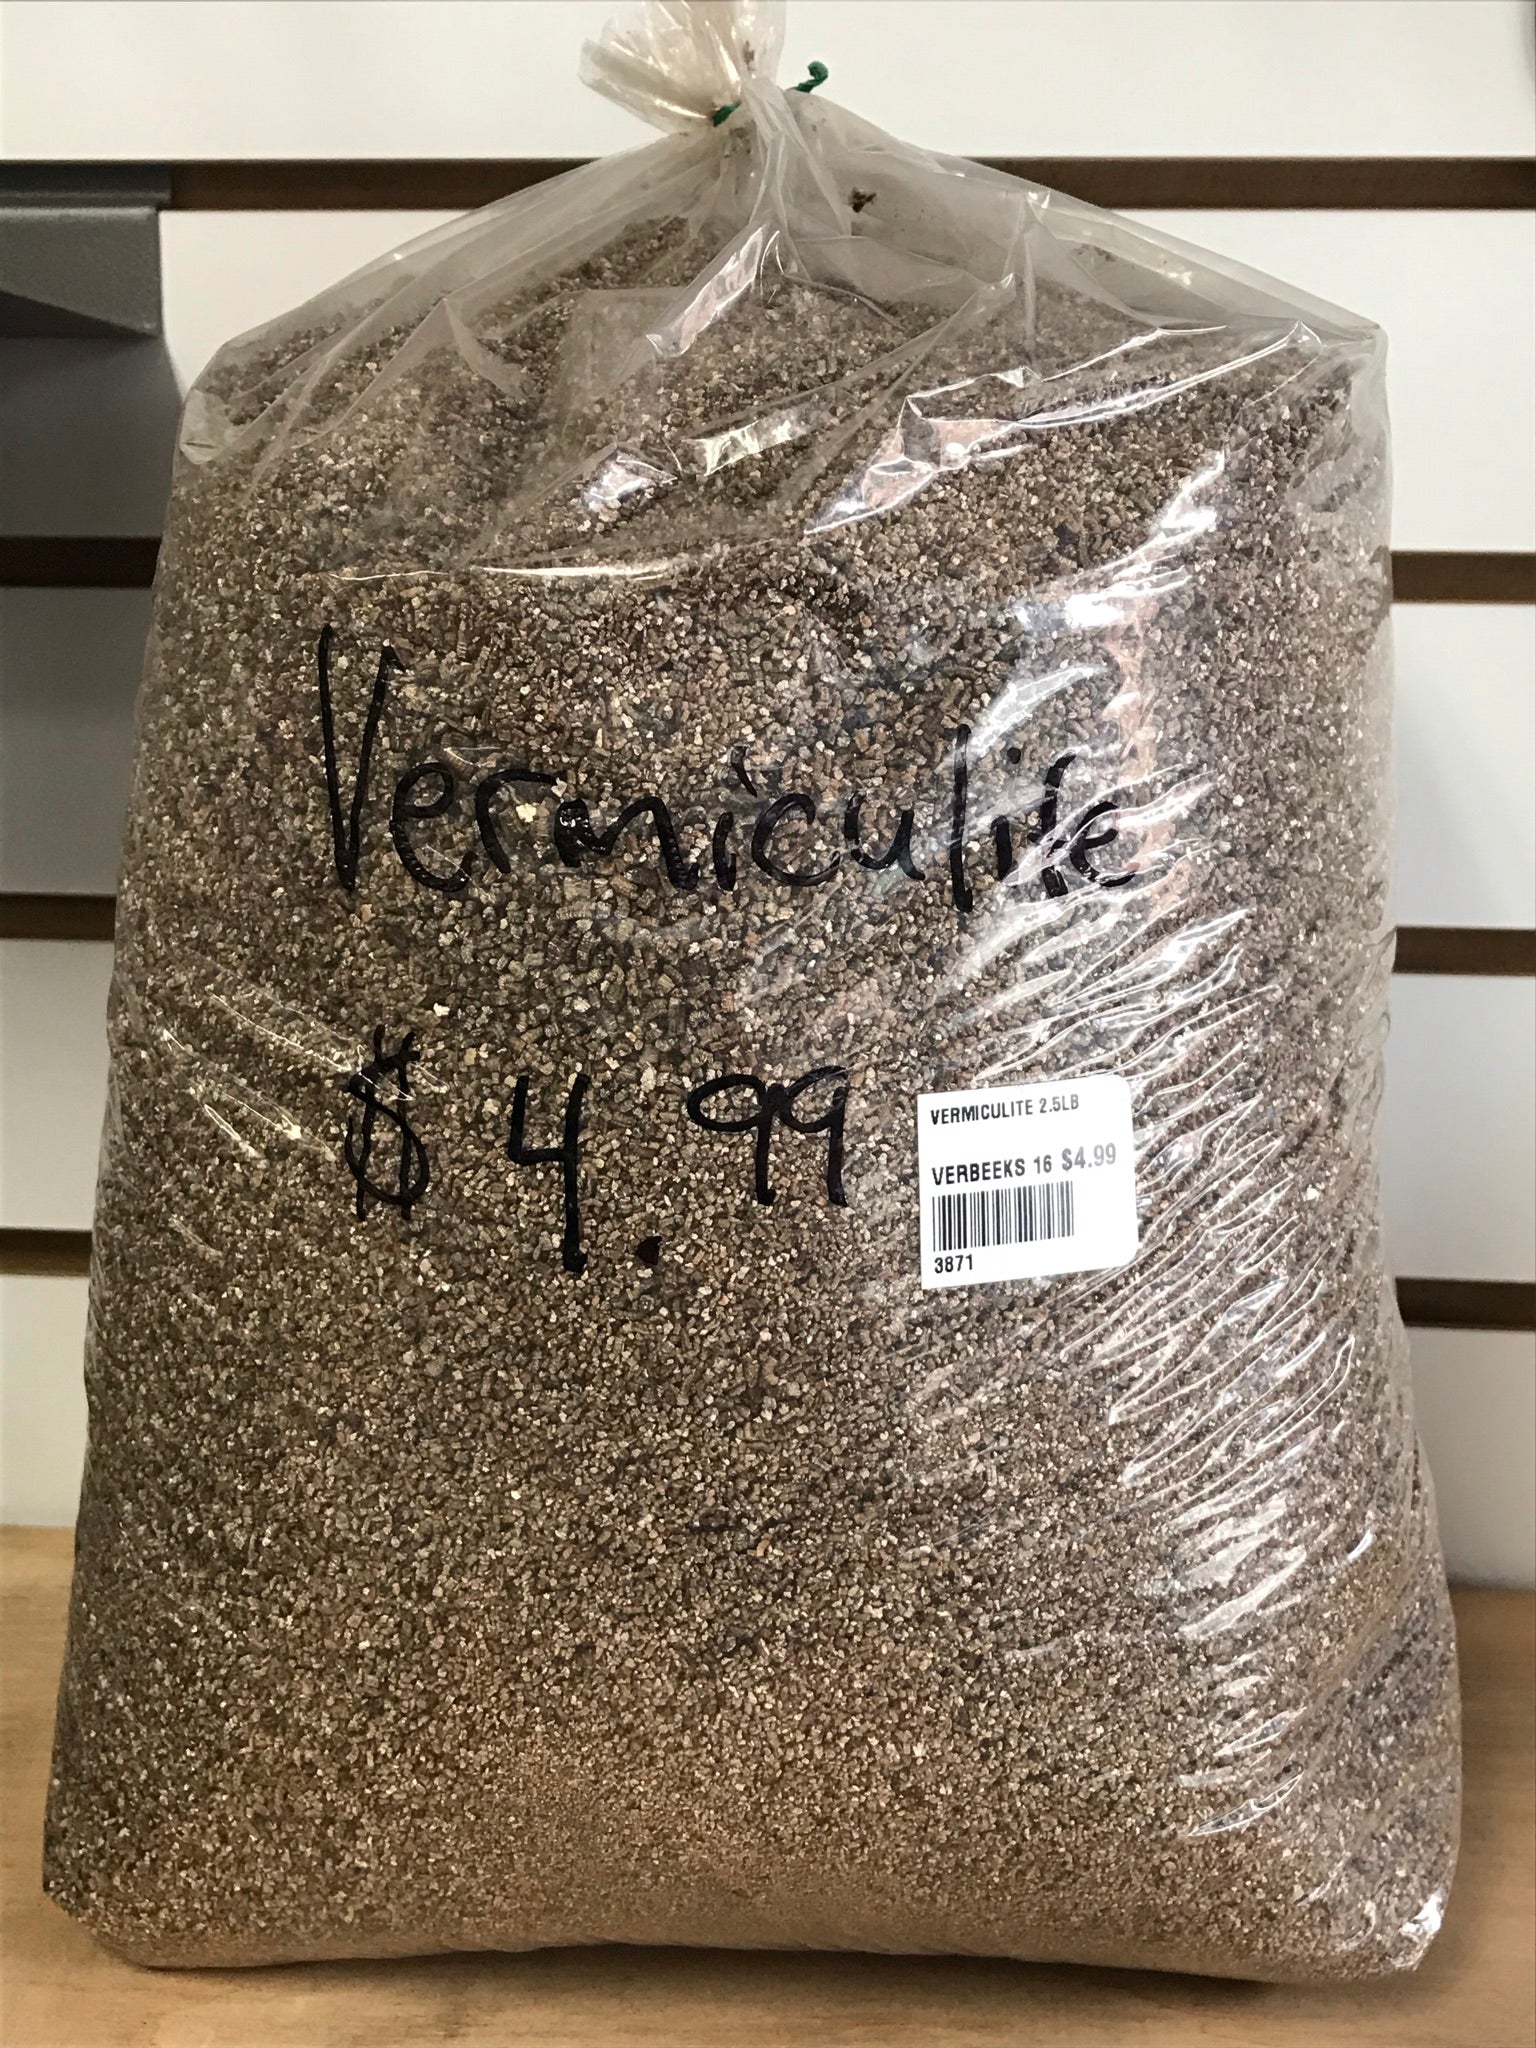 Vermiculite
$4.99
VERMICULITE 2.5LB
VERBEEKS 16 $4.99
3871